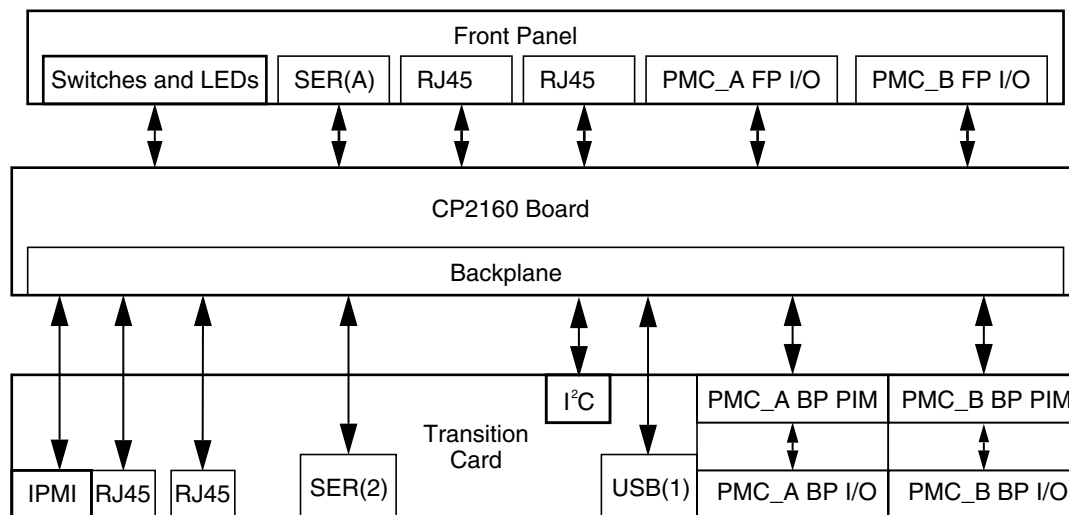 Front Panel
Switches and LEDs SER(A) RJ45 RJ45 PMC_A FP I/O PMC_B FP I/O
CP2160 Board
Backplane
I²C PMC_A BP PIM PMC_B BP PIM
Transition
Card
IPMI RJ45 RJ45 SER(2) USB(1) PMC_A BP I/O PMC_B BP I/O